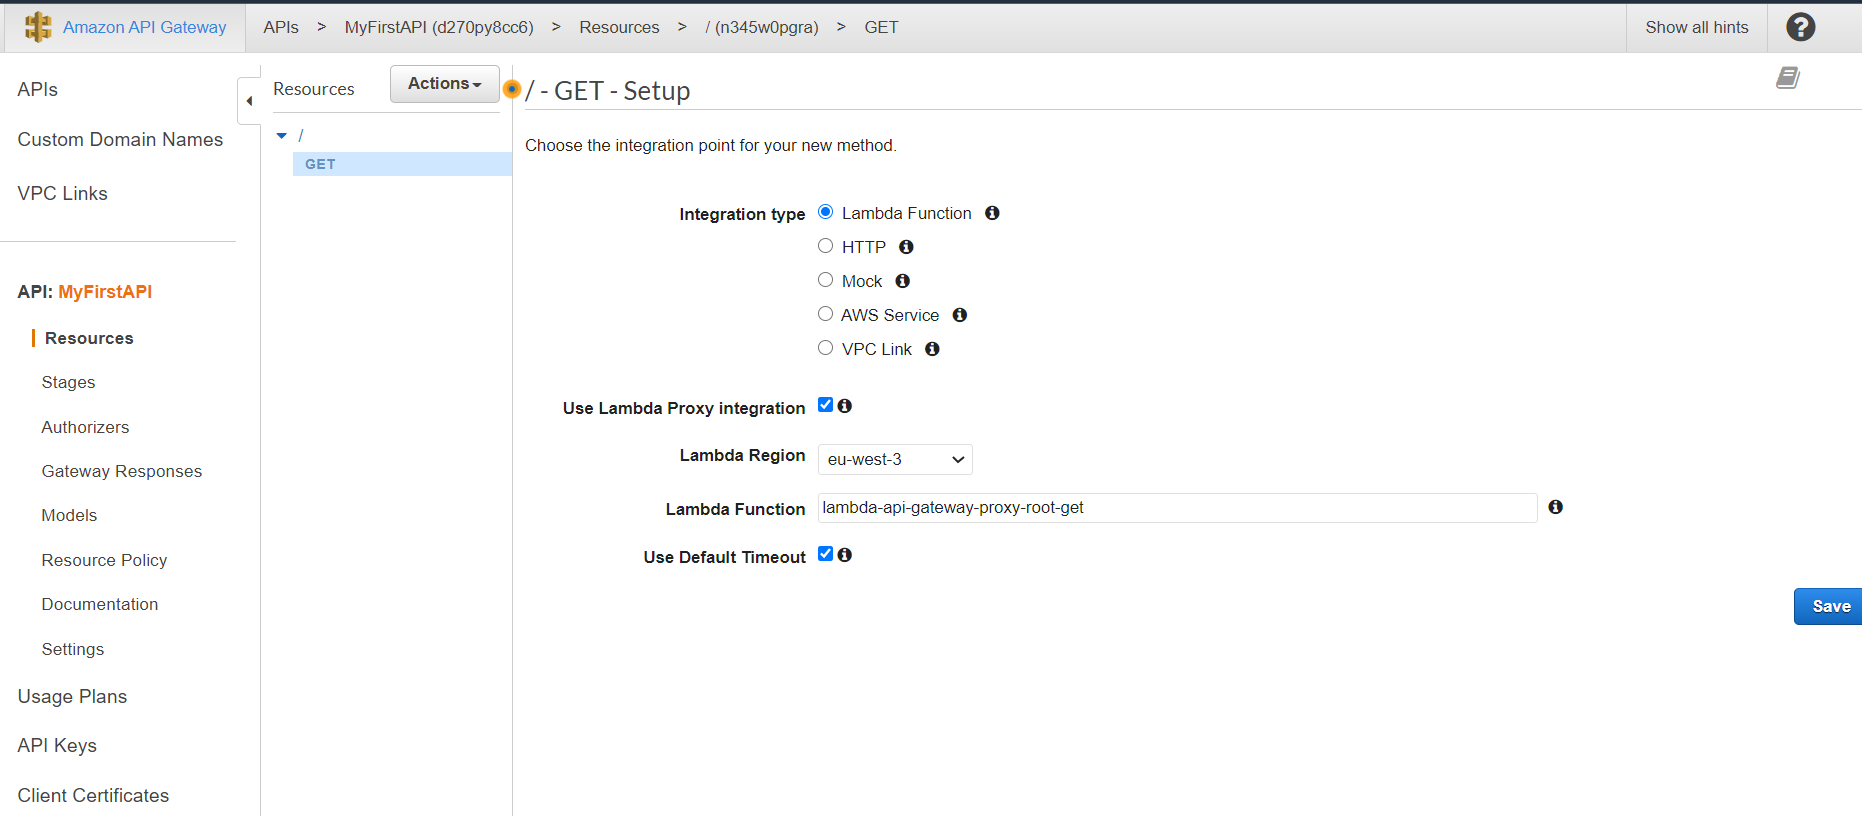 Amazon API Gateway
APIs > MyFirstAPI (d270py8cc6) > Resources > / (n345w0pgra) > GET
Show all hints
?
APIs
Custom Domain Names
VPC Links
API: MyFirstAPI
Resources
Stages
Authorizers
Gateway Responses
Models
Resource Policy
Documentation
Settings
Usage Plans
API Keys
Client Certificates
Resources
Actions
/
GET
/ - GET - Setup
Choose the integration point for your new method.
Integration type
Lambda Function
HTTP
Mock
AWS Service
VPC Link
Use Lambda Proxy integration
Lambda Region
eu-west-3
Lambda Function
lambda-api-gateway-proxy-root-get
Use Default Timeout
Save